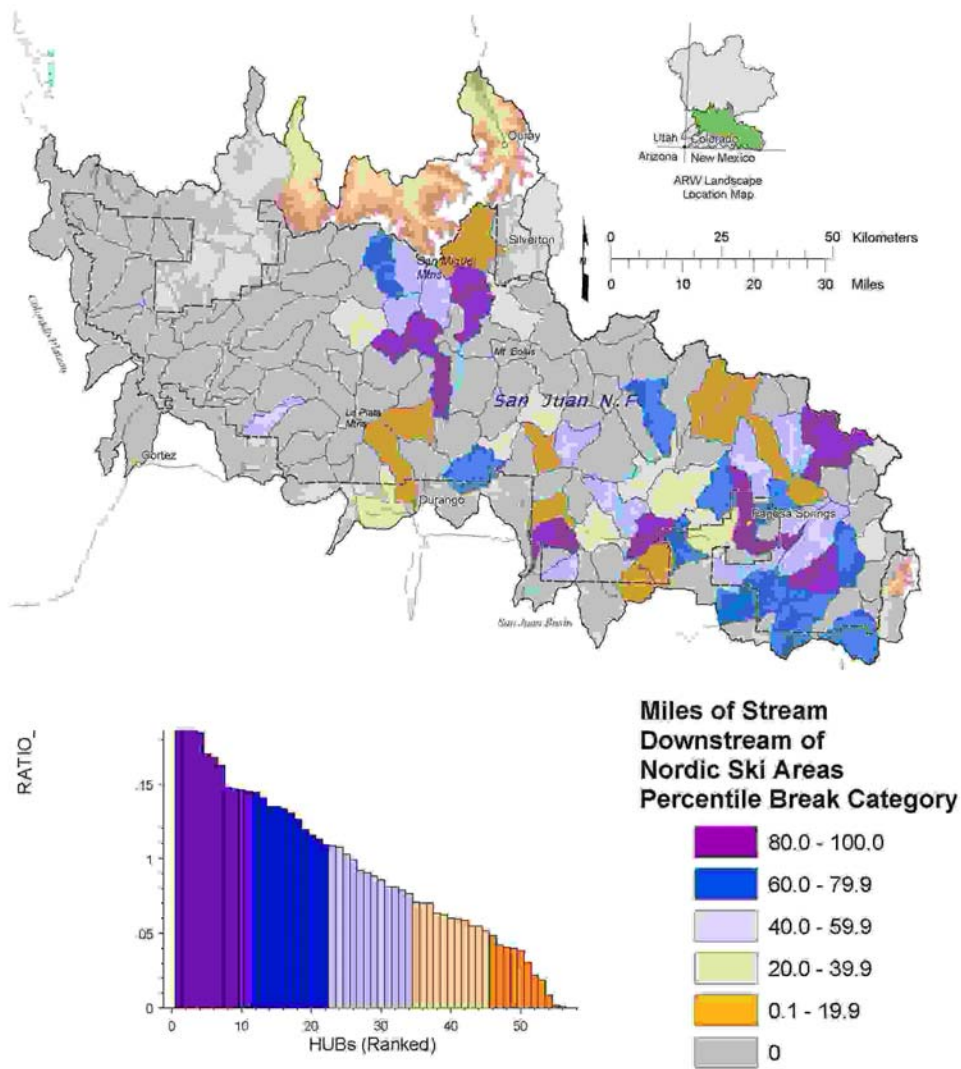 Ouray
Utah
Colorado
Arizona
New Mexico
ARW Landscape
Location Map
Silverton
San Miguel
Mtns
N
0 25 50 Kilometers
0 10 20 30 Miles
San Juan N.F
La Plata
Mtns
Cortez
Durango
Pagosa Springs
San Juan Basin
Miles of Stream
Downstream of
Nordic Ski Areas
Percentile Break Category
80.0 - 100.0
60.0 - 79.9
40.0 - 59.9
20.0 - 39.9
0.1 - 19.9
0
RATIO_
.15
.1
.05
0
0 10 20 30 40 50
HUBs (Ranked)